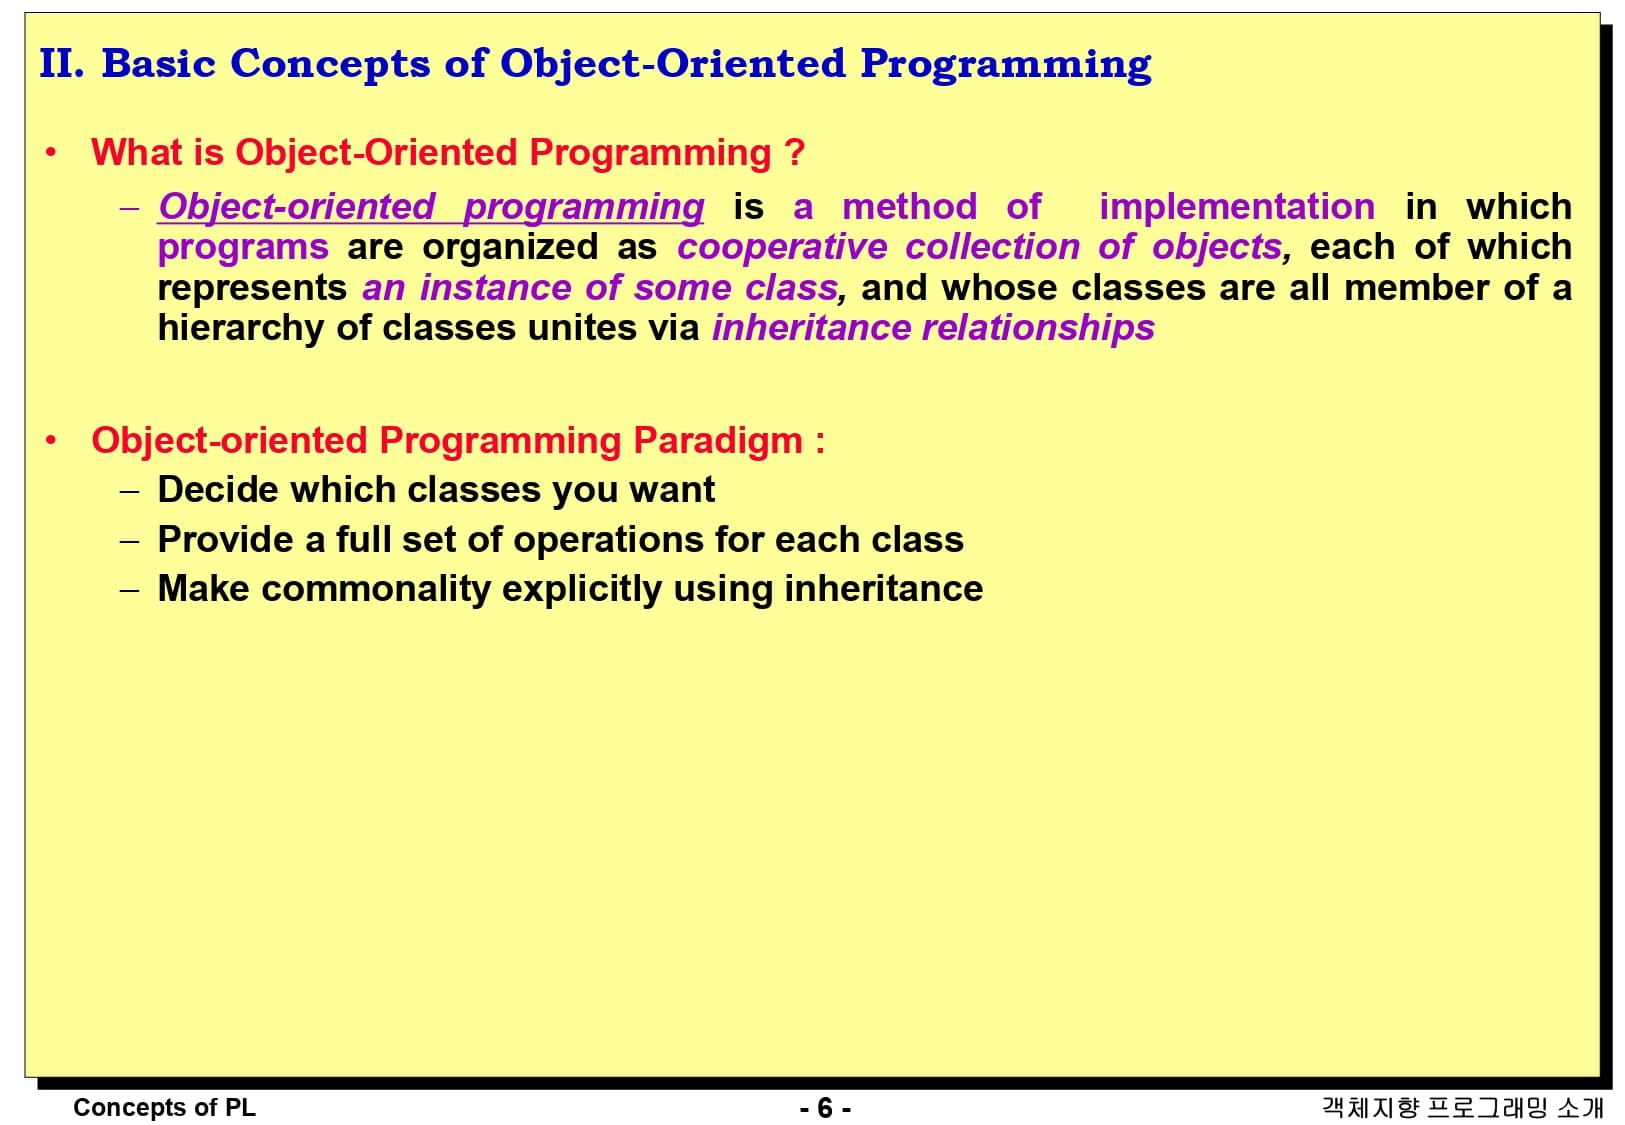 II. Basic Concepts of Object-Oriented Programming
• What is Object-Oriented Programming ?
– Object-oriented programming is a method of implementation in which
programs are organized as cooperative collection of objects, each of which
represents an instance of some class, and whose classes are all member of a
hierarchy of classes unites via inheritance relationships
• Object-oriented Programming Paradigm :
– Decide which classes you want
– Provide a full set of operations for each class
– Make commonality explicitly using inheritance
Concepts of PL
- 6 -
객체지향 프로그래밍 소개